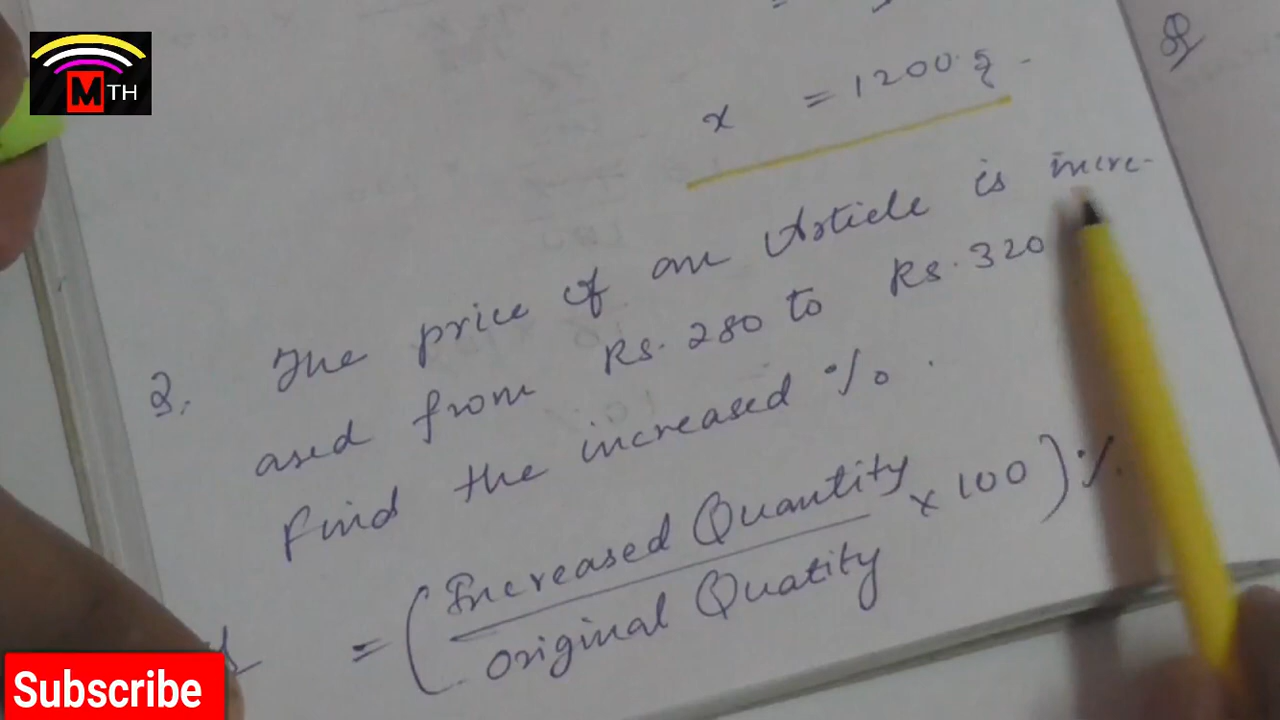 MTH
x = 1200 g.
2. The price of an Article is incre-
ased from Rs. 280 to Rs. 320
Find the increased %.
= (Increased Quantity
Original Quatity × 100) %
Subscribe